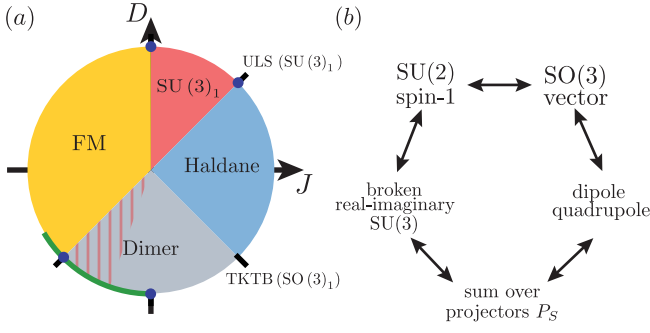 (a)
D
ULS (SU(3)₁)
SU(3)₁
FM
Haldane
J
Dimer
TKTB (SO(3)₁)
(b)
SU(2)
spin-1
SO(3)
vector
broken
real-imaginary
SU(3)
dipole
quadrupole
sum over
projectors P_S